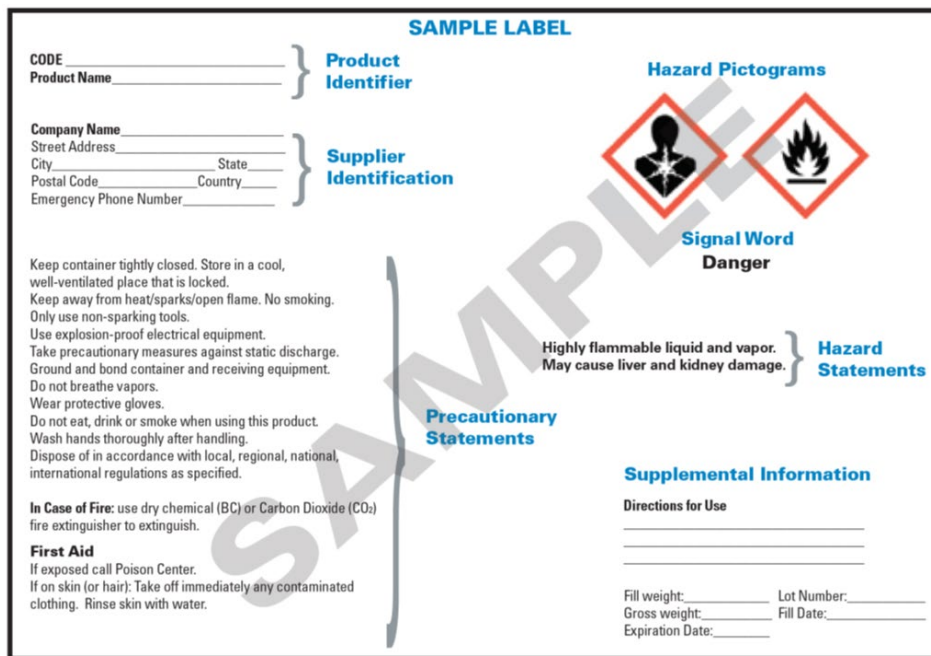 SAMPLE LABEL
CODE
Product Name
Product
Identifier
Company Name
Street Address
City State
Postal Code Country
Emergency Phone Number
Supplier
Identification
Hazard Pictograms
Signal Word
Danger
Keep container tightly closed. Store in a cool,
well-ventilated place that is locked.
Keep away from heat/sparks/open flame. No smoking.
Only use non-sparking tools.
Use explosion-proof electrical equipment.
Take precautionary measures against static discharge.
Ground and bond container and receiving equipment.
Do not breathe vapors.
Wear protective gloves.
Do not eat, drink or smoke when using this product.
Wash hands thoroughly after handling.
Dispose of in accordance with local, regional, national,
international regulations as specified.
In Case of Fire: use dry chemical (BC) or Carbon Dioxide (CO₂)
fire extinguisher to extinguish.
First Aid
If exposed call Poison Center.
If on skin (or hair): Take off immediately any contaminated
clothing. Rinse skin with water.
Precautionary
Statements
Highly flammable liquid and vapor.
May cause liver and kidney damage.
Hazard
Statements
Supplemental Information
Directions for Use
Fill weight: Lot Number:
Gross weight: Fill Date:
Expiration Date:
SAMPLE